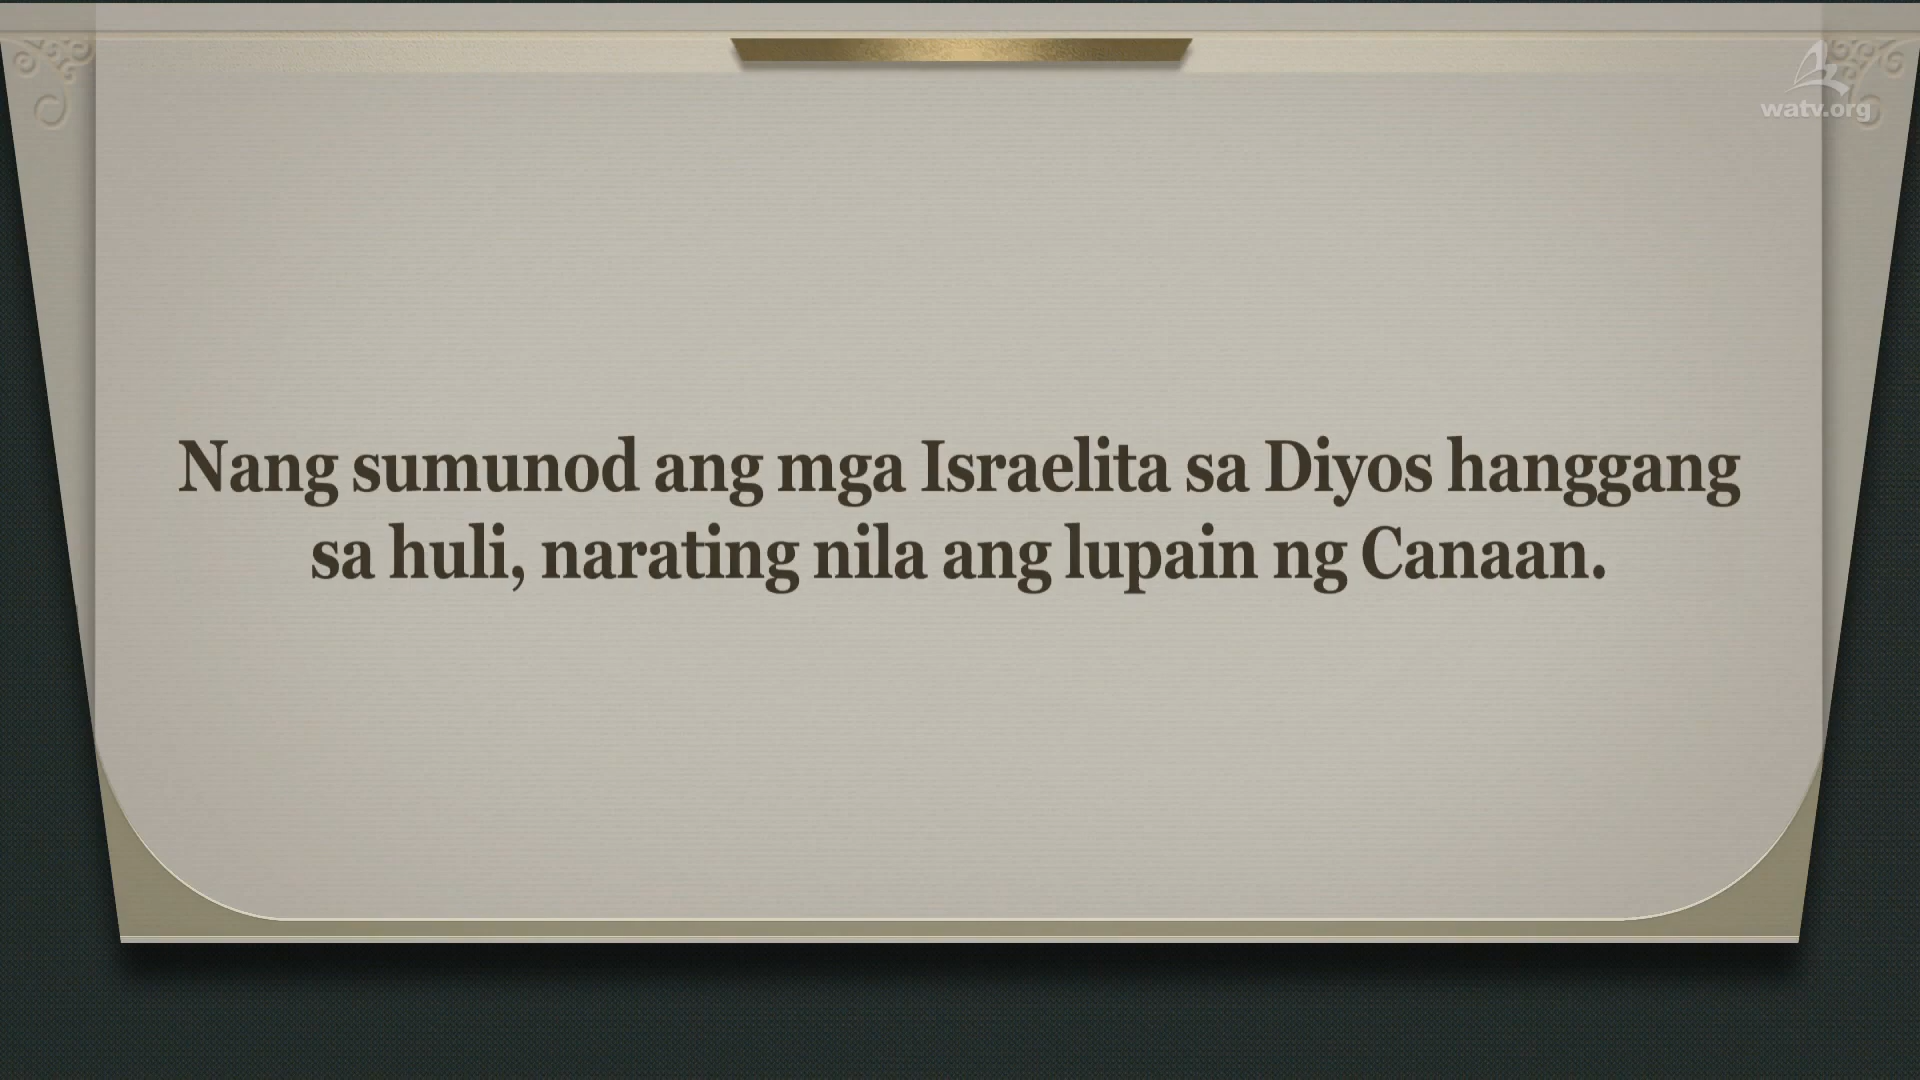 watv.org
Nang sumunod ang mga Israelita sa Diyos hanggang
sa huli, narating nila ang lupain ng Canaan.